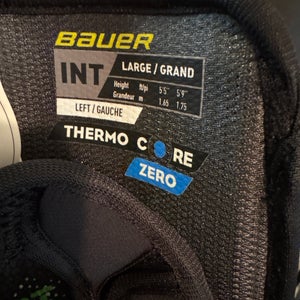 BAUER
INT LARGE / GRAND
Height ft/pi 5'5" 5'9"
Grandeur m 1.65 1.75
LEFT / GAUCHE
THERMO CORE
ZERO